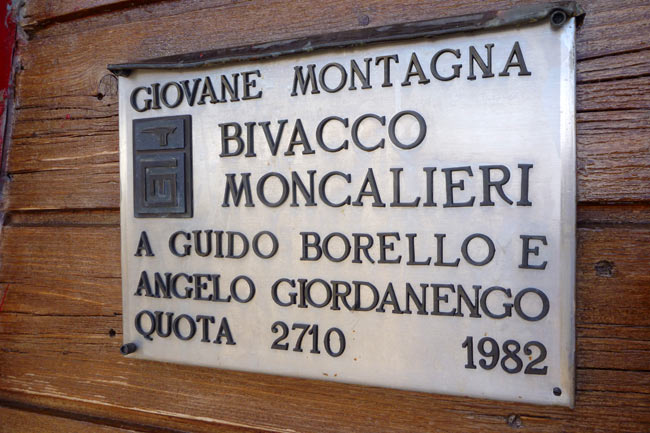 GIOVANE MONTAGNA
BIVACCO
MONCALIERI
A GUIDO BORELLO E
ANGELO GIORDANENGO
QUOTA 2710 1982